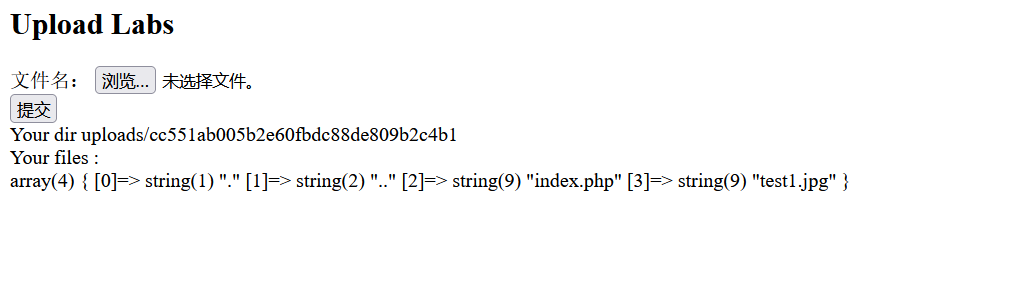 Upload Labs
文件名： 浏览... 未选择文件。
提交
Your dir uploads/cc551ab005b2e60fbdc88de809b2c4b1
Your files :
array(4) { [0]=> string(1) "." [1]=> string(2) ".." [2]=> string(9) "index.php" [3]=> string(9) "test1.jpg" }